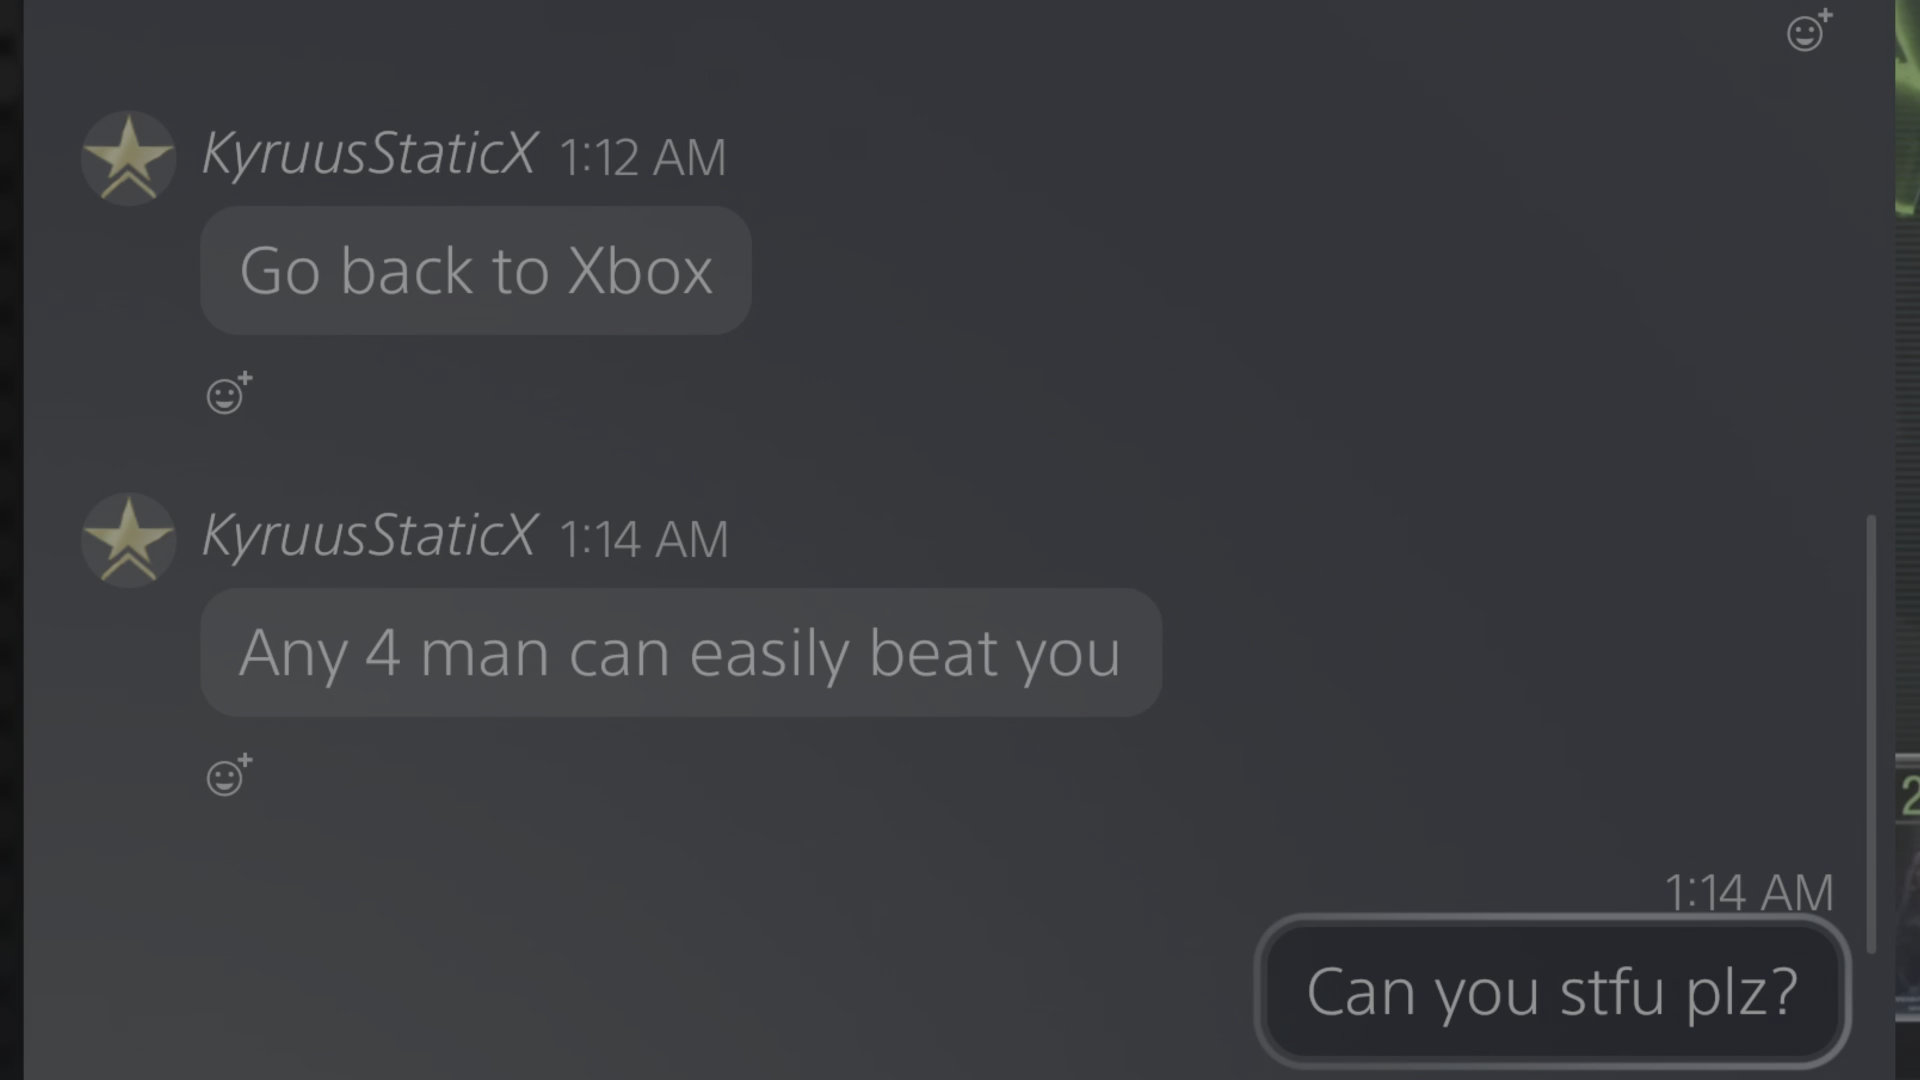 KyruusStaticX 1:12 AM
Go back to Xbox
KyruusStaticX 1:14 AM
Any 4 man can easily beat you
2
1:14 AM
Can you stfu plz?